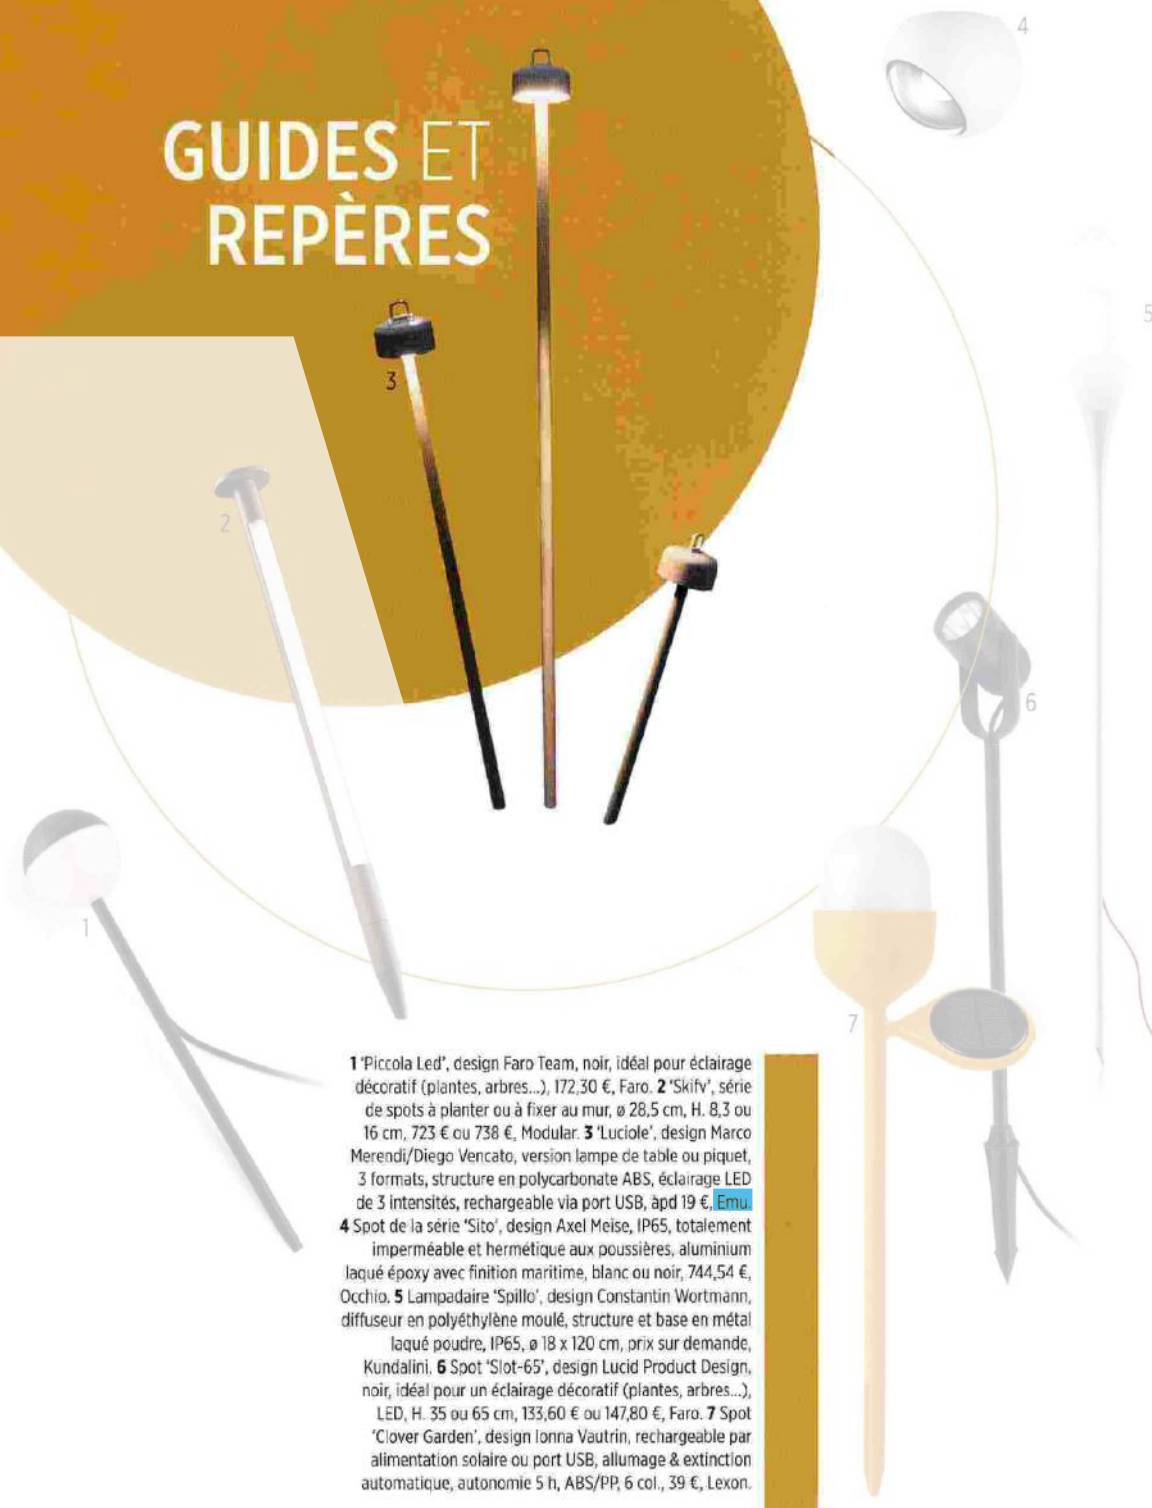 GUIDES ET
REPÈRES
4
5
3
2
6
1
7
1 'Piccola Led', design Faro Team, noir, idéal pour éclairage
décoratif (plantes, arbres...), 172,30 €, Faro. 2 'Skifv', série
de spots à planter ou à fixer au mur, ø 28,5 cm, H. 8,3 ou
16 cm, 723 € ou 738 €, Modular. 3 'Luciole', design Marco
Merendi/Diego Vencato, version lampe de table ou piquet,
3 formats, structure en polycarbonate ABS, éclairage LED
de 3 intensités, rechargeable via port USB, àpd 19 €, Emu.
4 Spot de la série 'Sito', design Axel Meise, IP65, totalement
imperméable et hermétique aux poussières, aluminium
laqué époxy avec finition maritime, blanc ou noir, 744,54 €,
Occhio. 5 Lampadaire 'Spillo', design Constantin Wortmann,
diffuseur en polyéthylène moulé, structure et base en métal
laqué poudre, IP65, ø 18 x 120 cm, prix sur demande,
Kundalini. 6 Spot 'Slot-65', design Lucid Product Design,
noir, idéal pour un éclairage décoratif (plantes, arbres...),
LED, H. 35 ou 65 cm, 133,60 € ou 147,80 €, Faro. 7 Spot
'Clover Garden', design Ionna Vautrin, rechargeable par
alimentation solaire ou port USB, allumage & extinction
automatique, autonomie 5 h, ABS/PP, 6 col., 39 €, Lexon.